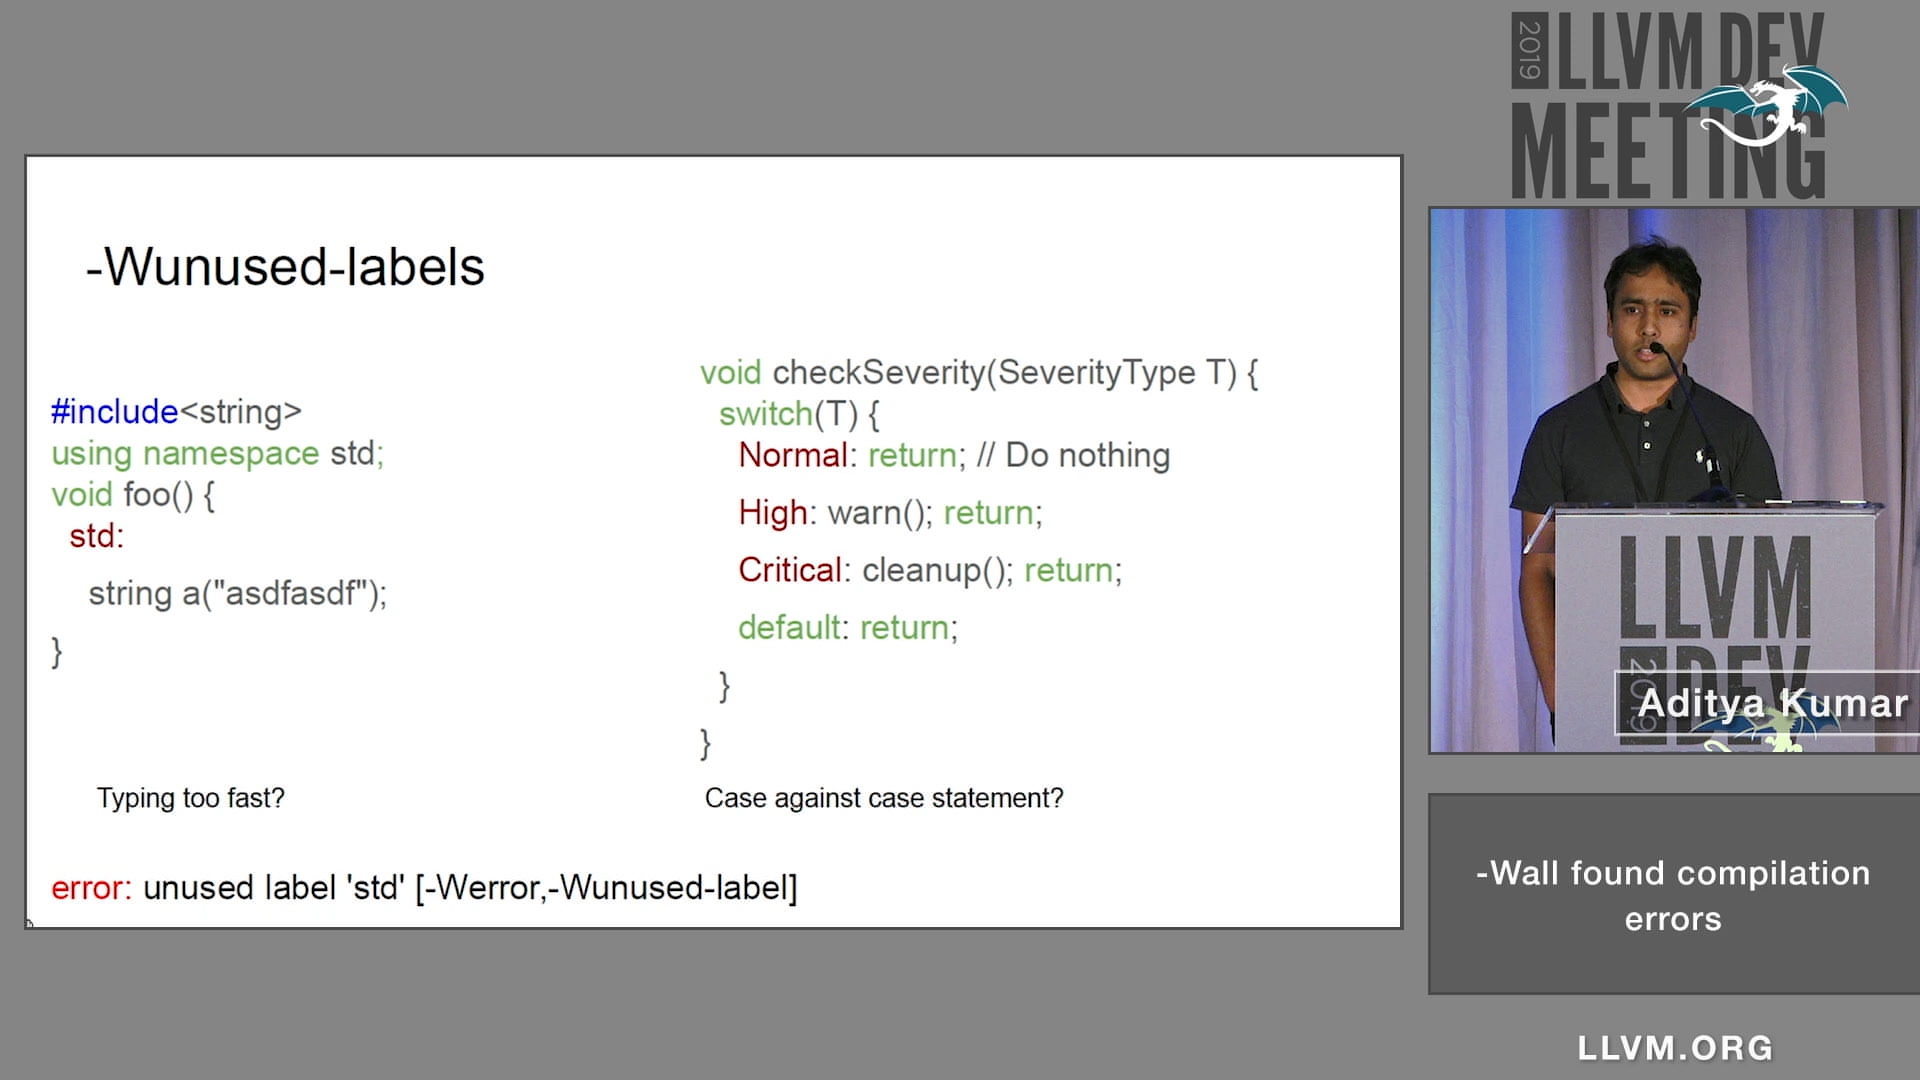 2019 LLVM DEV
MEETING
-Wunused-labels
#include<string>
using namespace std;
void foo() {
std:
string a("asdfasdf");
}
Typing too fast?
void checkSeverity(SeverityType T) {
switch(T) {
Normal: return; // Do nothing
High: warn(); return;
Critical: cleanup(); return;
default: return;
}
}
Case against case statement?
error: unused label 'std' [-Werror,-Wunused-label]
LLVM
2019 DEV
Aditya Kumar
-Wall found compilation
errors
LLVM.ORG